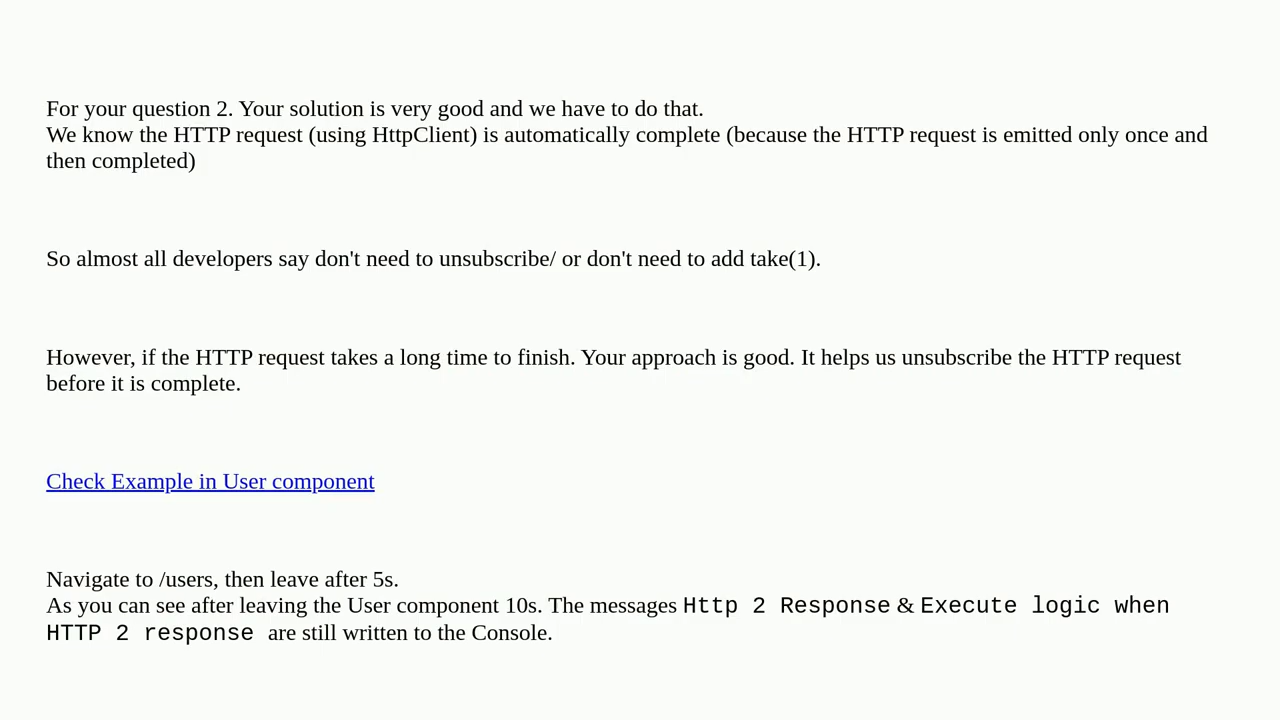 For your question 2. Your solution is very good and we have to do that.
We know the HTTP request (using HttpClient) is automatically complete (because the HTTP request is emitted only once and
then completed)
So almost all developers say don't need to unsubscribe/ or don't need to add take(1).
However, if the HTTP request takes a long time to finish. Your approach is good. It helps us unsubscribe the HTTP request
before it is complete.
Check Example in User component
Navigate to /users, then leave after 5s.
As you can see after leaving the User component 10s. The messages Http 2 Response & Execute logic when
HTTP 2 response are still written to the Console.